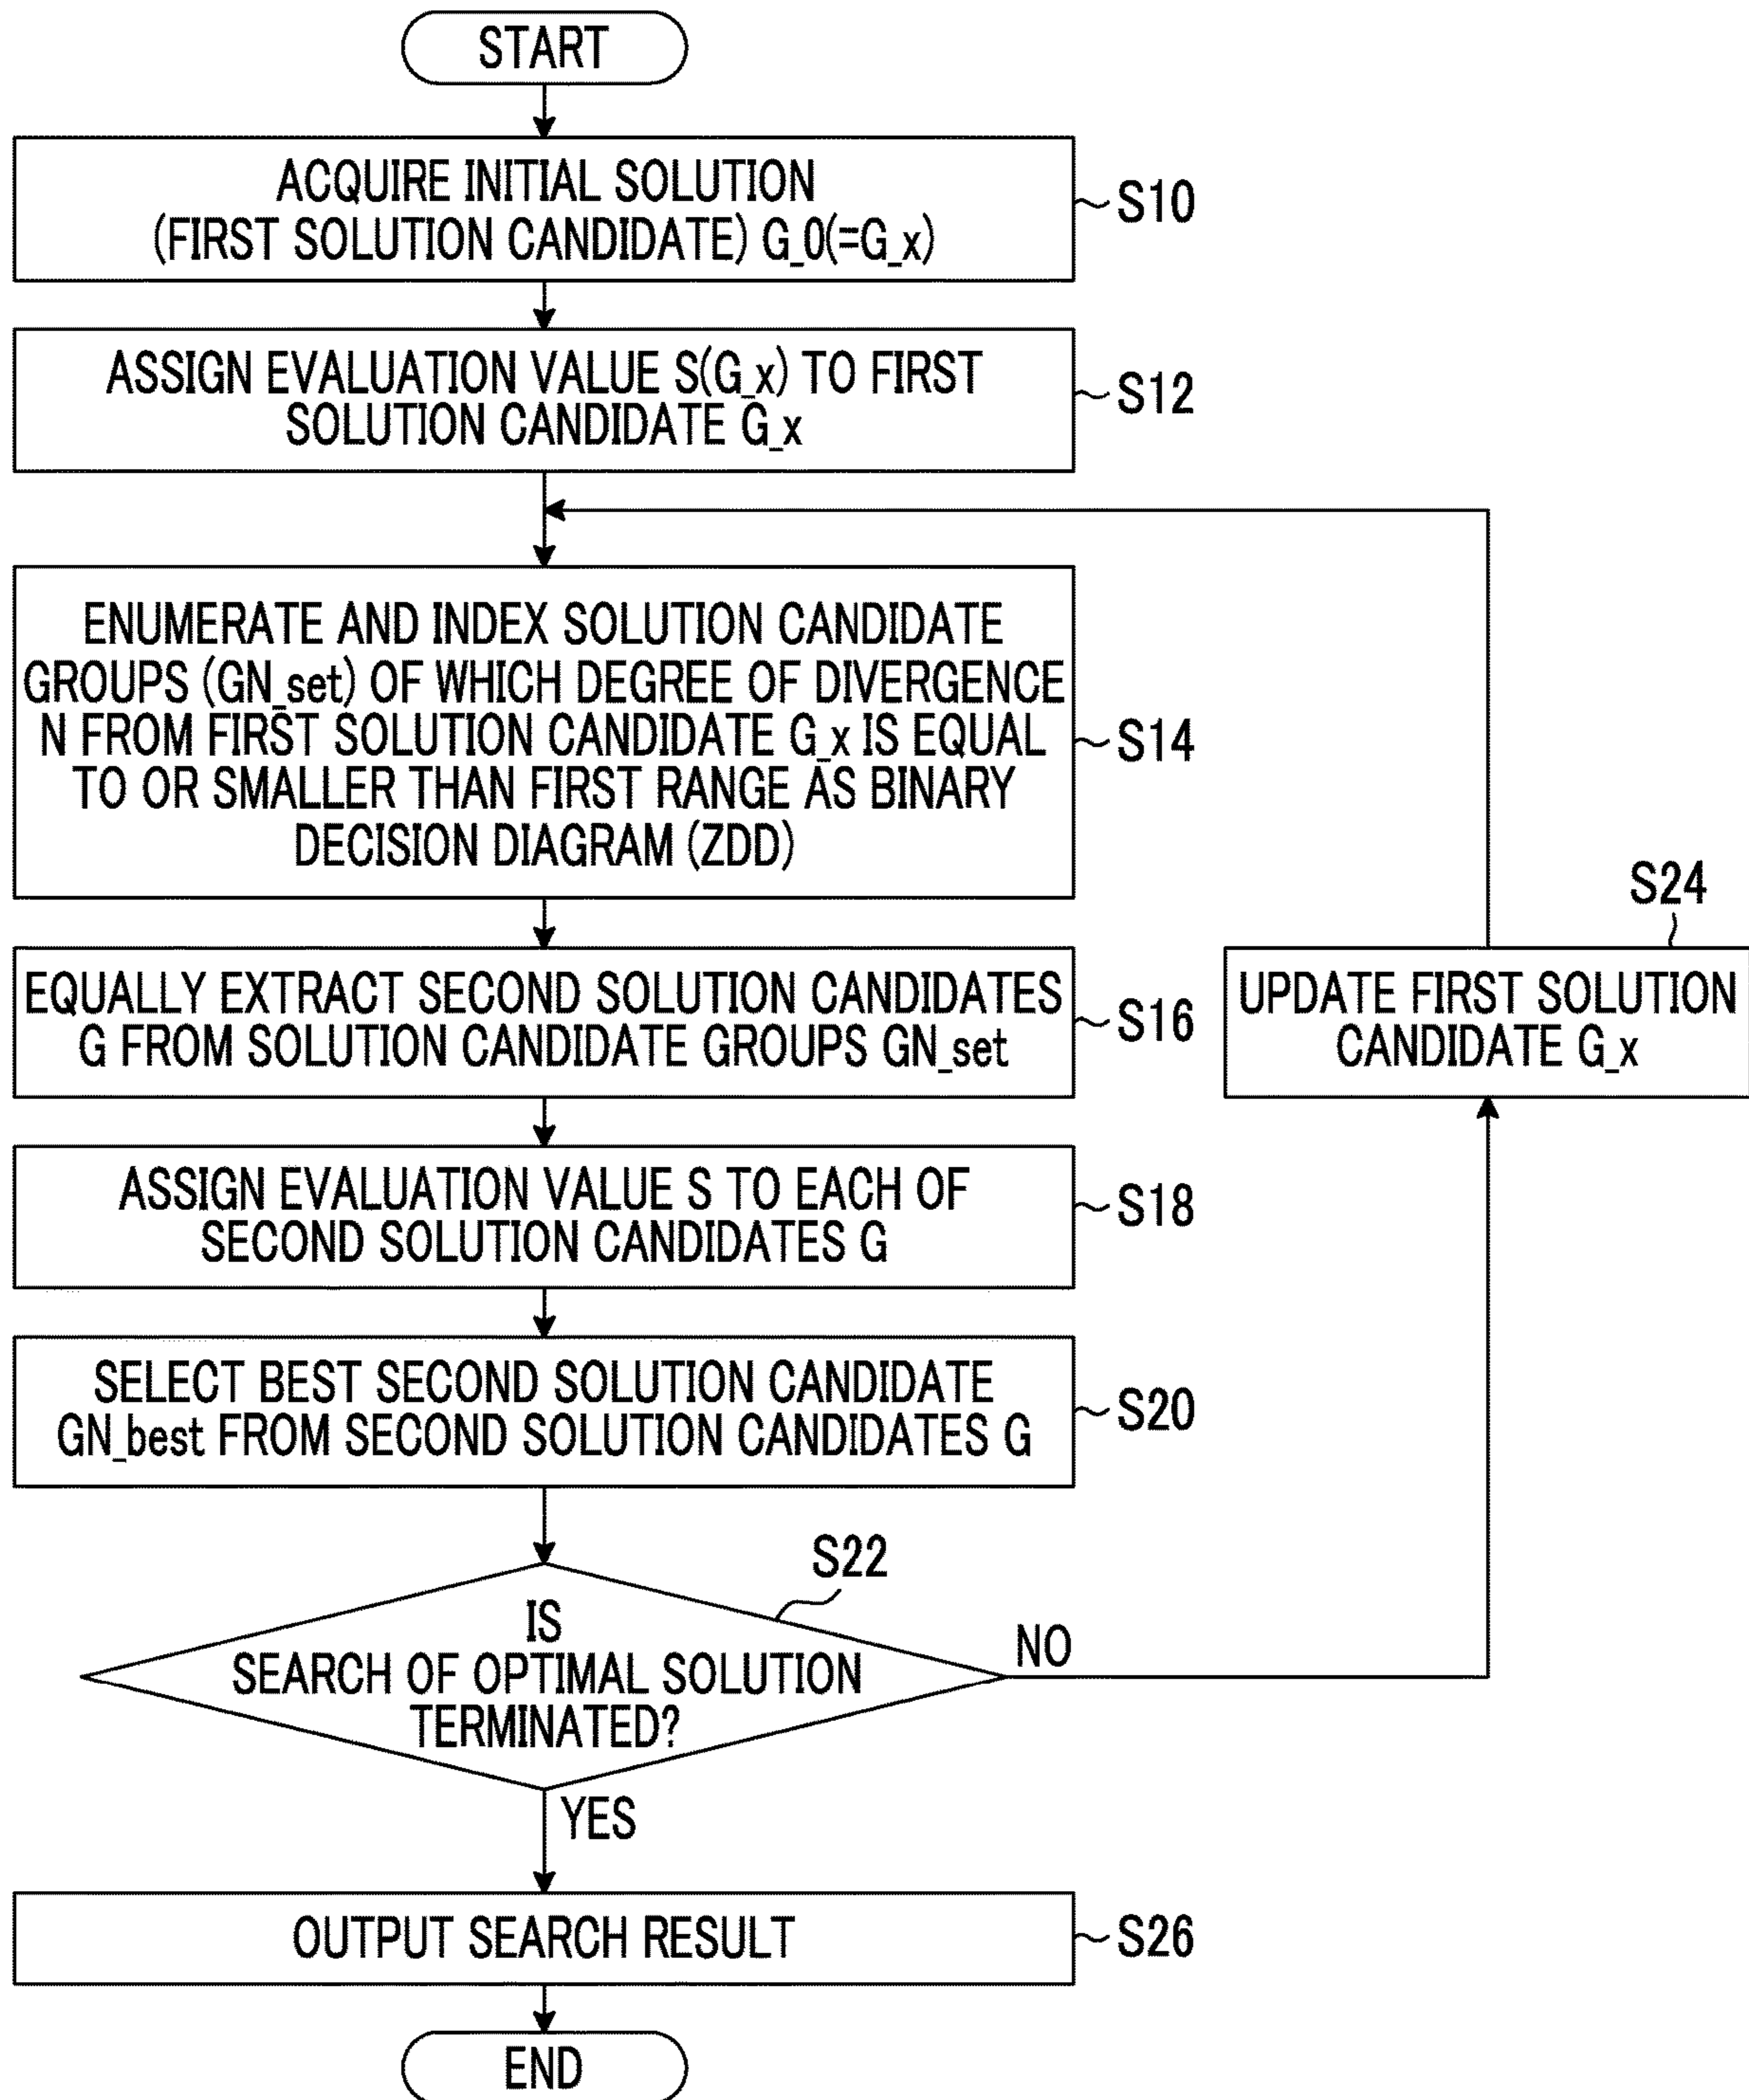 START
ACQUIRE INITIAL SOLUTION
(FIRST SOLUTION CANDIDATE) G_0(=G_x)
S10
ASSIGN EVALUATION VALUE S(G_x) TO FIRST
SOLUTION CANDIDATE G_x
S12
ENUMERATE AND INDEX SOLUTION CANDIDATE
GROUPS (GN_set) OF WHICH DEGREE OF DIVERGENCE
N FROM FIRST SOLUTION CANDIDATE G_x IS EQUAL
TO OR SMALLER THAN FIRST RANGE AS BINARY
DECISION DIAGRAM (ZDD)
S14
EQUALLY EXTRACT SECOND SOLUTION CANDIDATES
G FROM SOLUTION CANDIDATE GROUPS GN_set
S16
ASSIGN EVALUATION VALUE S TO EACH OF
SECOND SOLUTION CANDIDATES G
S18
SELECT BEST SECOND SOLUTION CANDIDATE
GN_best FROM SECOND SOLUTION CANDIDATES G
S20
S22
IS
SEARCH OF OPTIMAL SOLUTION
TERMINATED?
NO
S24
UPDATE FIRST SOLUTION
CANDIDATE G_x
YES
OUTPUT SEARCH RESULT
S26
END